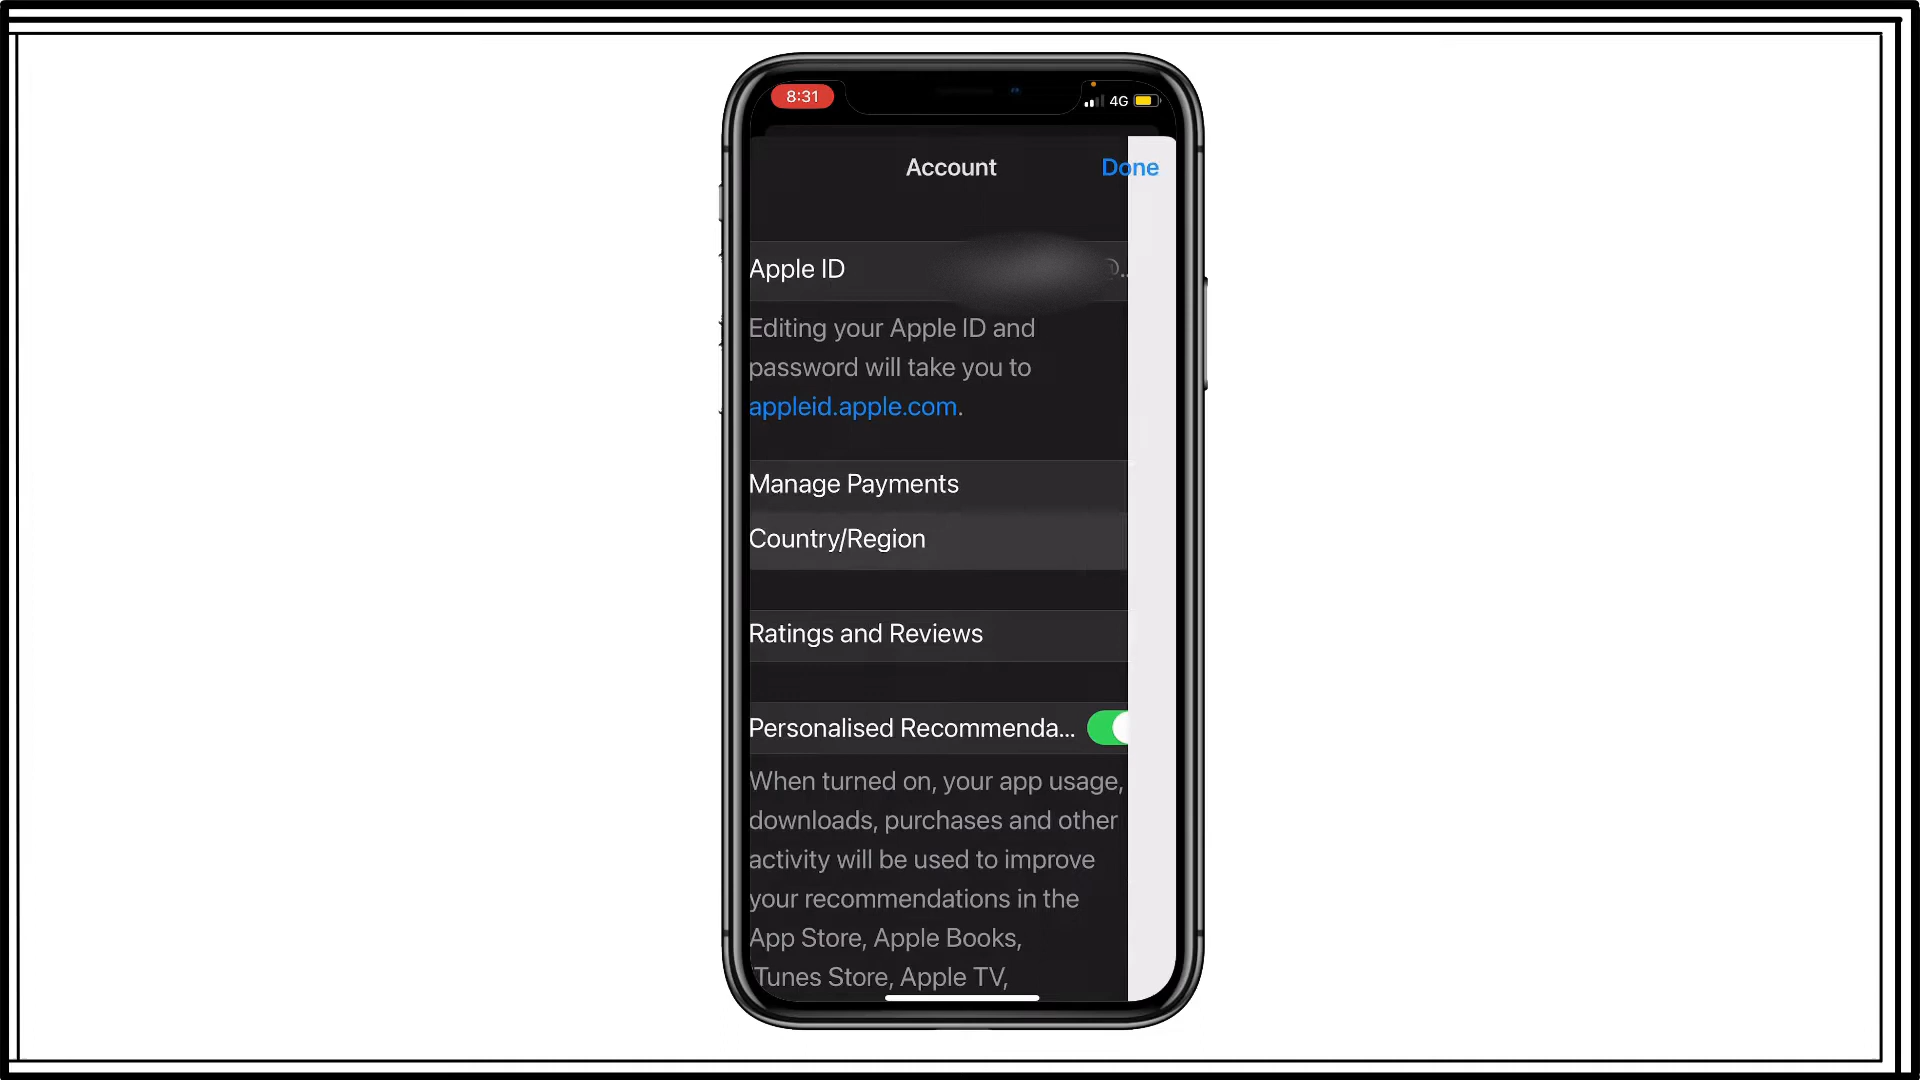 8:31
4G
Account
Done
Apple ID
Editing your Apple ID and
password will take you to
appleid.apple.com.
Manage Payments
Country/Region
Ratings and Reviews
Personalised Recommenda...
When turned on, your app usage,
downloads, purchases and other
activity will be used to improve
your recommendations in the
App Store, Apple Books,
Tunes Store, Apple TV,